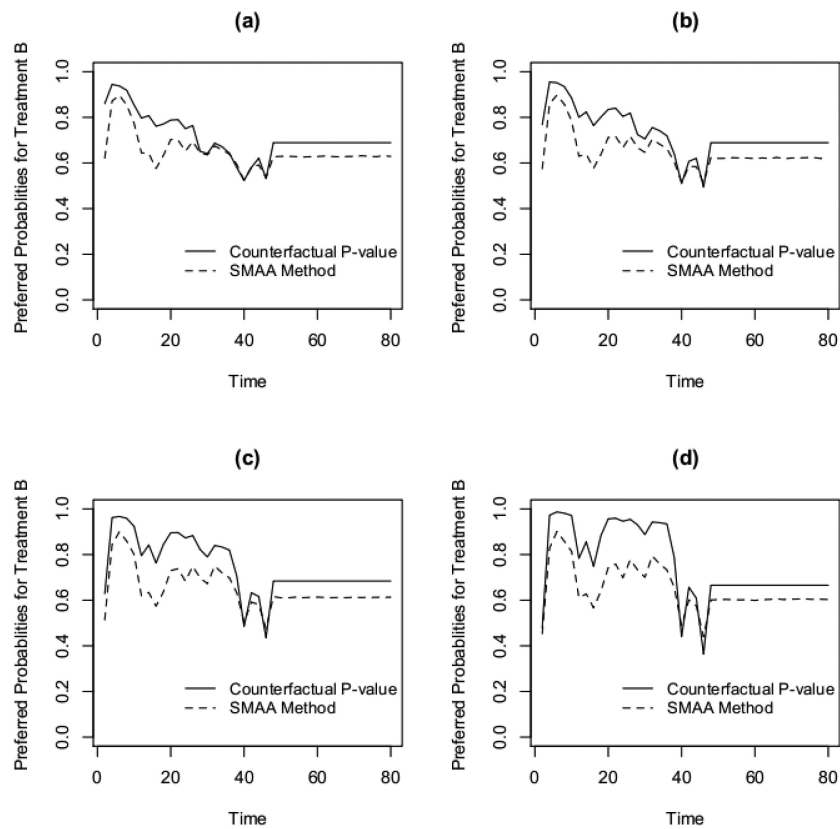 (a)
Preferred Probablities for Treatment B
1.0
0.8
0.6
0.4
0.2
0.0
Counterfactual P-value
SMAA Method
0 20 40 60 80
Time
(b)
Preferred Probablities for Treatment B
1.0
0.8
0.6
0.4
0.2
0.0
Counterfactual P-value
SMAA Method
0 20 40 60 80
Time
(c)
Preferred Probablities for Treatment B
1.0
0.8
0.6
0.4
0.2
0.0
Counterfactual P-value
SMAA Method
0 20 40 60 80
Time
(d)
Preferred Probablities for Treatment B
1.0
0.8
0.6
0.4
0.2
0.0
Counterfactual P-value
SMAA Method
0 20 40 60 80
Time